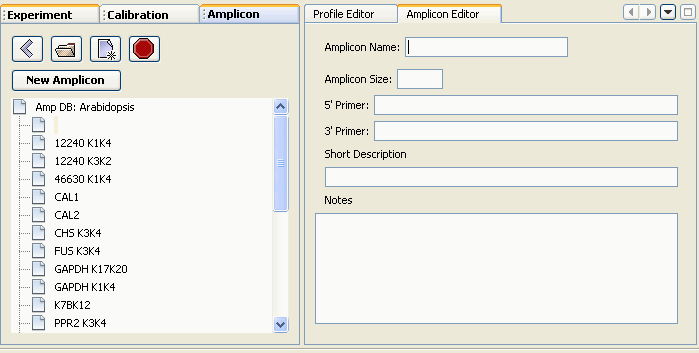 Experiment Calibration Amplicon
New Amplicon
Amp DB: Arabidopsis
12240 K1K4
12240 K3K2
46630 K1K4
CAL1
CAL2
CHS K3K4
FUS K3K4
GAPDH K17K20
GAPDH K1K4
K7BK12
PPR2 K3K4
Profile Editor Amplicon Editor
Amplicon Name:
Amplicon Size:
5' Primer:
3' Primer:
Short Description
Notes